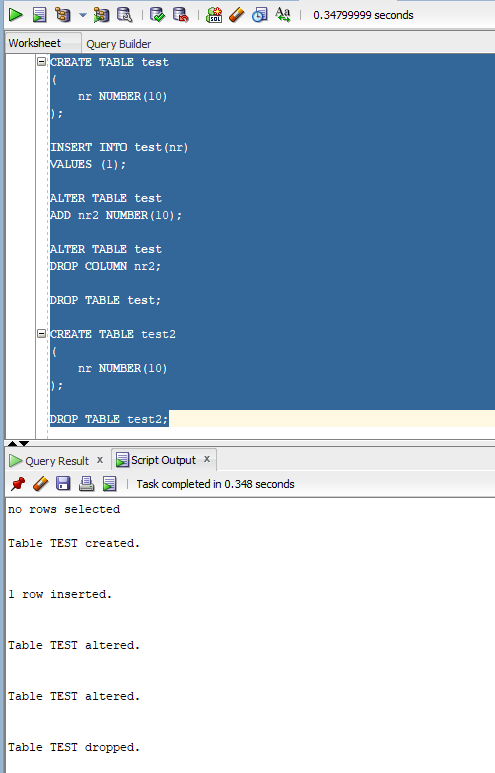 SQL
Aa
0.34799999 seconds
Worksheet Query Builder
CREATE TABLE test
(
    nr NUMBER(10)
);
INSERT INTO test(nr)
VALUES (1);
ALTER TABLE test
ADD nr2 NUMBER(10);
ALTER TABLE test
DROP COLUMN nr2;
DROP TABLE test;
CREATE TABLE test2
(
    nr NUMBER(10)
);
DROP TABLE test2;
Query Result x Script Output x
Task completed in 0.348 seconds
no rows selected
Table TEST created.
1 row inserted.
Table TEST altered.
Table TEST altered.
Table TEST dropped.